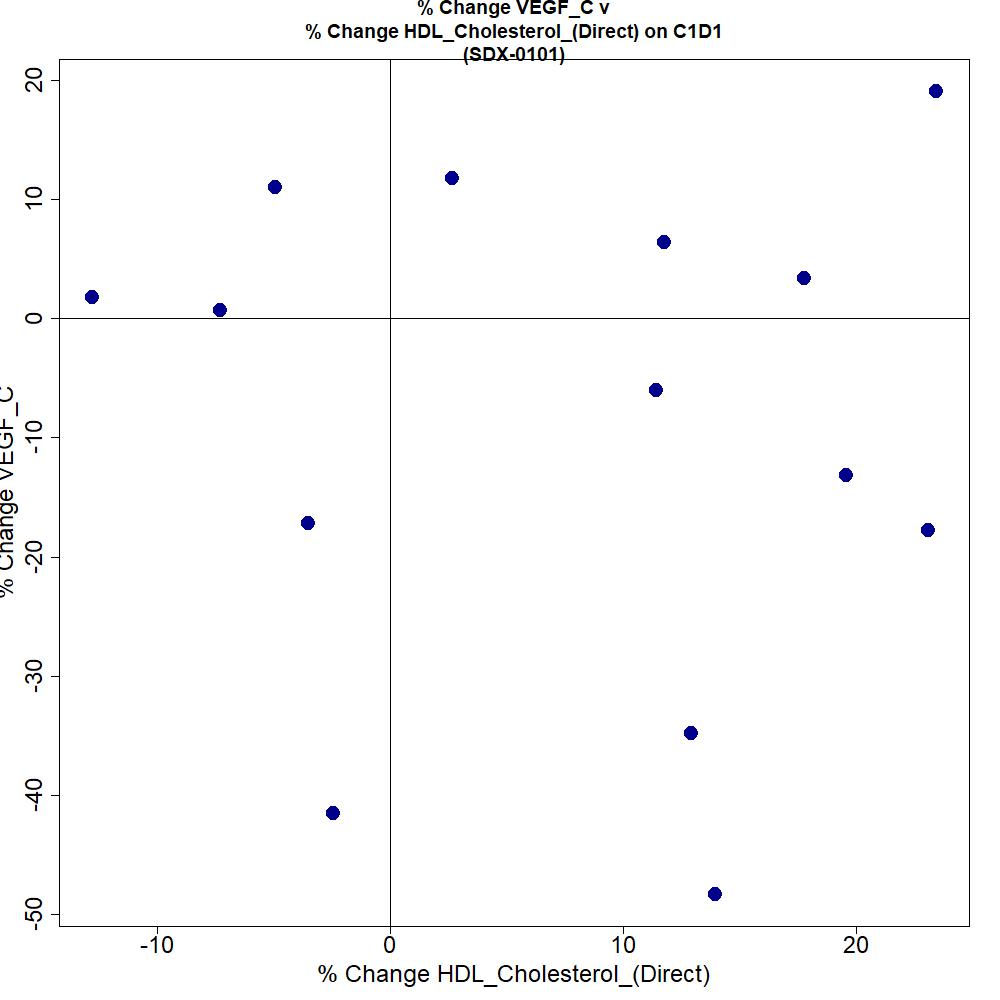 % Change VEGF_C v
% Change HDL_Cholesterol_(Direct) on C1D1
(SDX-0101)
20
10
0
-10
-20
-30
-40
-50
% Change VEGF_C
-10
0
10
20
% Change HDL_Cholesterol_(Direct)